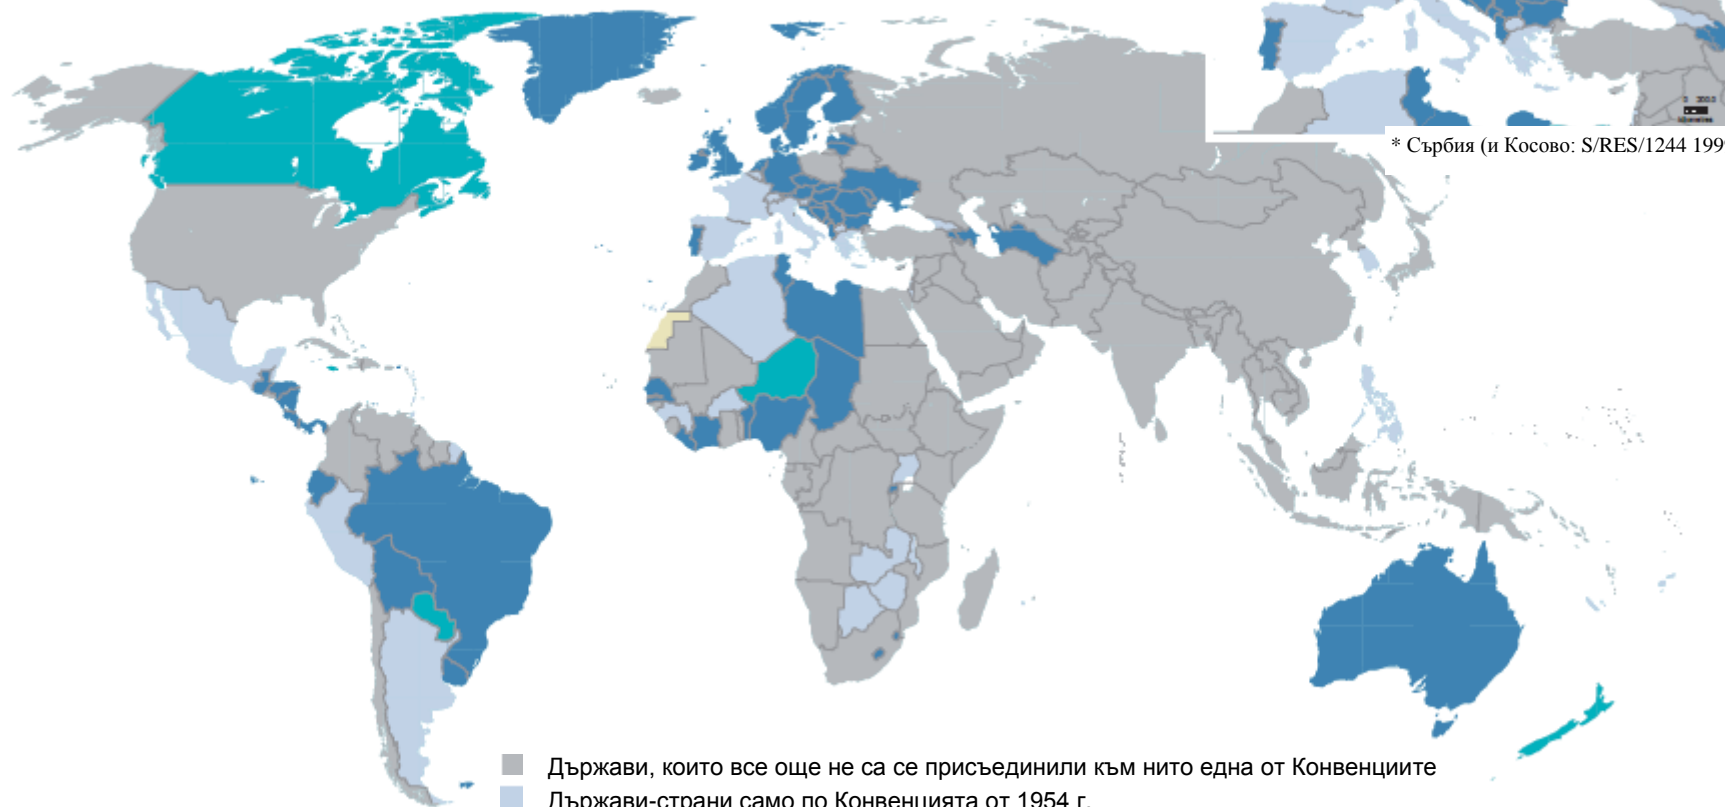 * Сърбия (и Косово: S/RES/1244 199
Държави, които все още не са се присъединили към нито една от Конвенциите
Държави-страни само по Конвенцията от 1954 г.